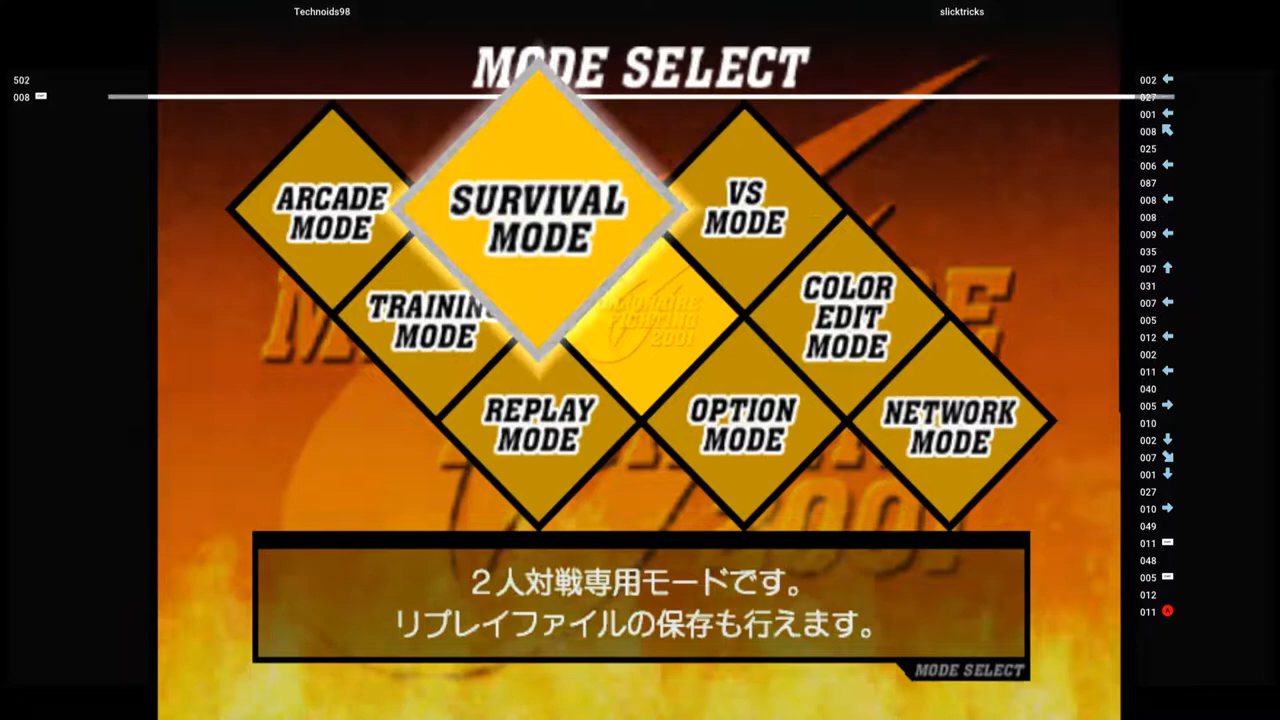 Technoids98
slicktricks
MODE SELECT
502
008
ARCADE
MODE
SURVIVAL
MODE
VS
MODE
TRAINING
MODE
MILLIONAIRE
FIGHTING
2001
COLOR
EDIT
MODE
REPLAY
MODE
OPTION
MODE
NETWORK
MODE
2人対戦専用モードです。
リプレイファイルの保存も行えます。
MODE SELECT
002
027
001
008
025
006
087
008
008
009
035
007
031
007
005
012
002
011
040
005
010
002
007
001
027
010
049
011
048
005
012
011